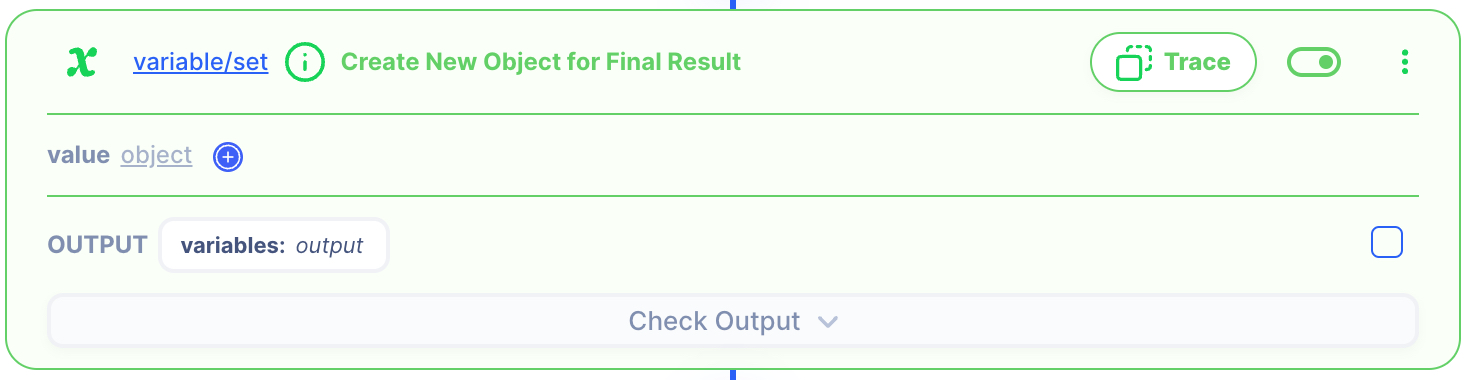 variable/set Create New Object for Final Result Trace
value object
OUTPUT variables: output
Check Output